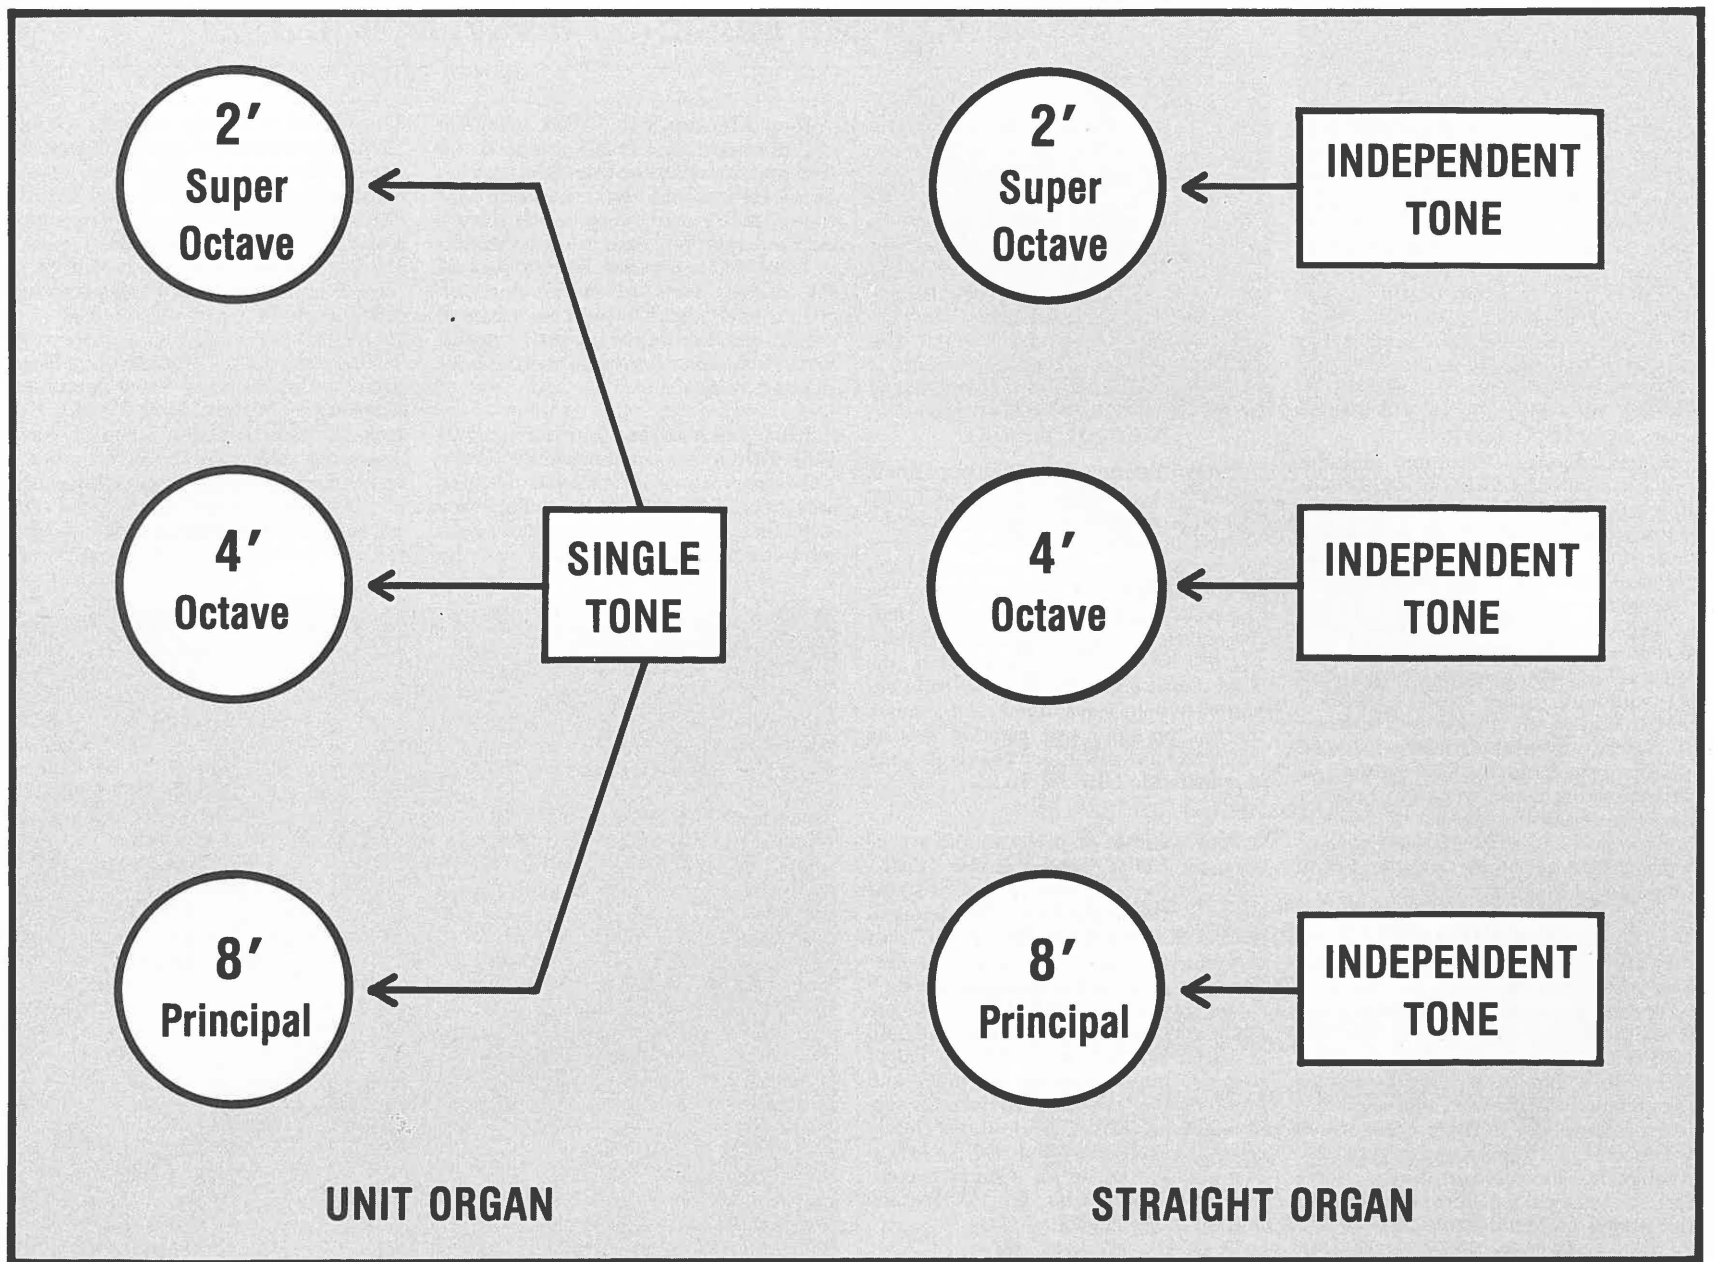 2′
Super
Octave
4′
Octave
SINGLE
TONE
8′
Principal
UNIT ORGAN
2′
Super
Octave
INDEPENDENT
TONE
4′
Octave
INDEPENDENT
TONE
8′
Principal
INDEPENDENT
TONE
STRAIGHT ORGAN